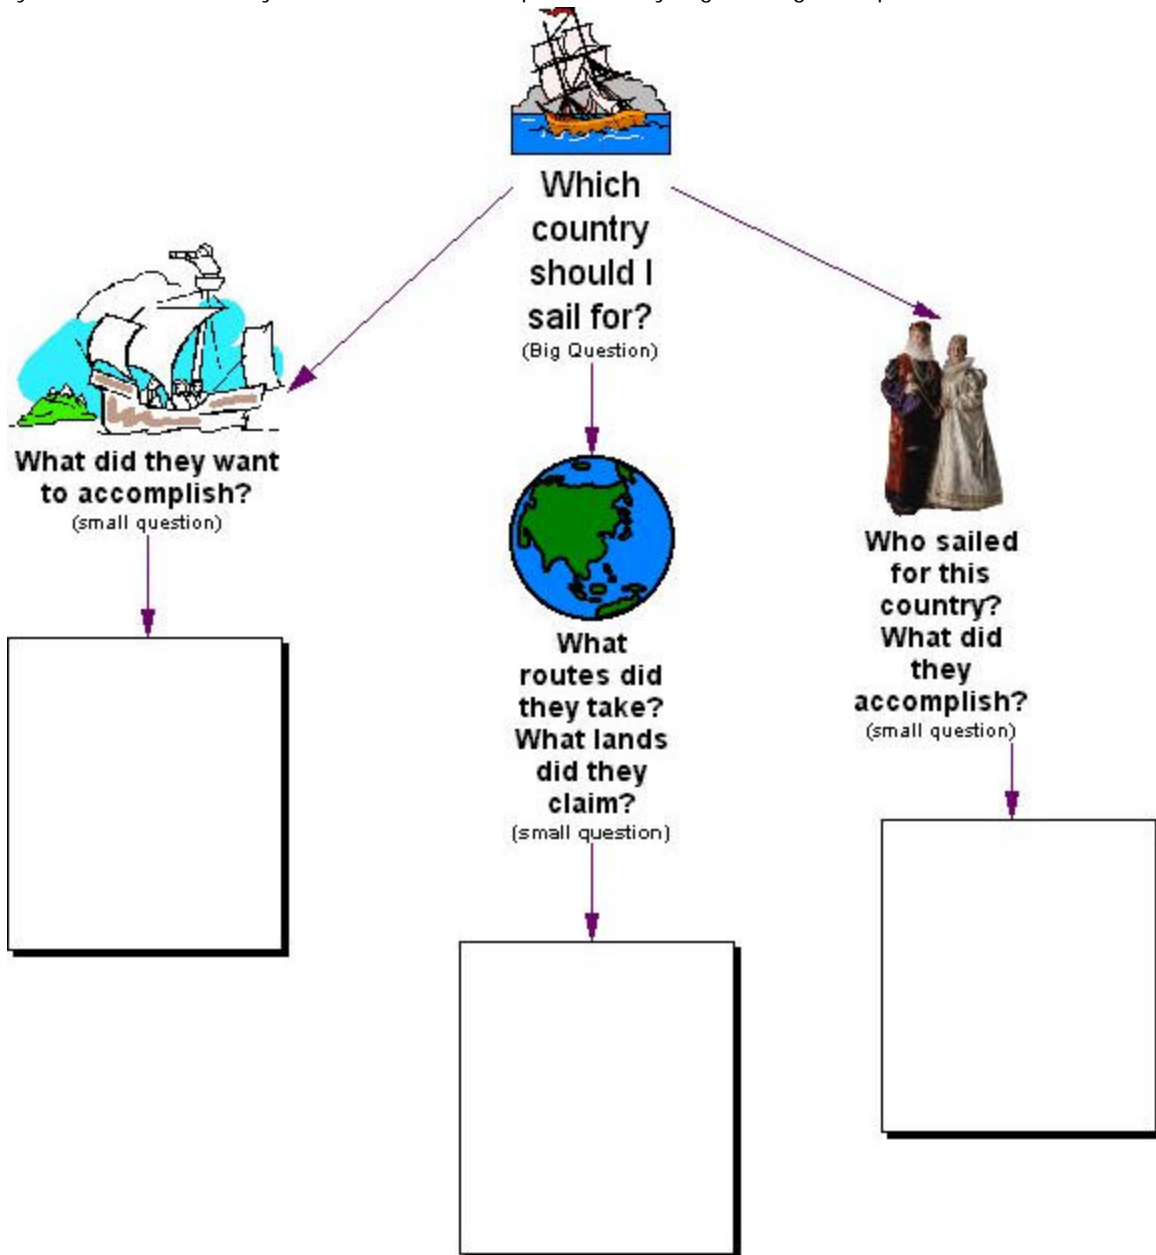 Which
country
should I
sail for?
(Big Question)
What did they want
to accomplish?
(small question)
What
routes did
they take?
What lands
did they
claim?
(small question)
Who sailed
for this
country?
What did
they
accomplish?
(small question)